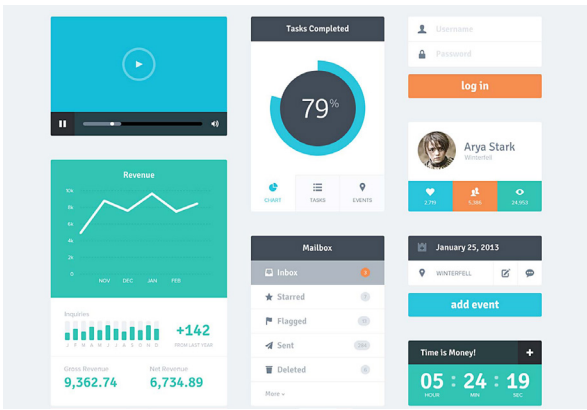 Revenue
10k
8k
6k
4k
2k
0
NOV DEC JAN FEB
Inquiries
J F M A M J J A S O N D
+142
FROM LAST YEAR
Gross Revenue Net Revenue
9,362.74 6,734.89
Tasks Completed
79%
CHART TASKS EVENTS
Mailbox
Inbox
Starred
Flagged
Sent
Deleted
More »
Username
Password
log in
Arya Stark
Winterfell
2,719 24,953
January 25, 2013
WINTERFELL
add event
Time is Money! +
05 : 24 : 19
HOUR MIN SEC